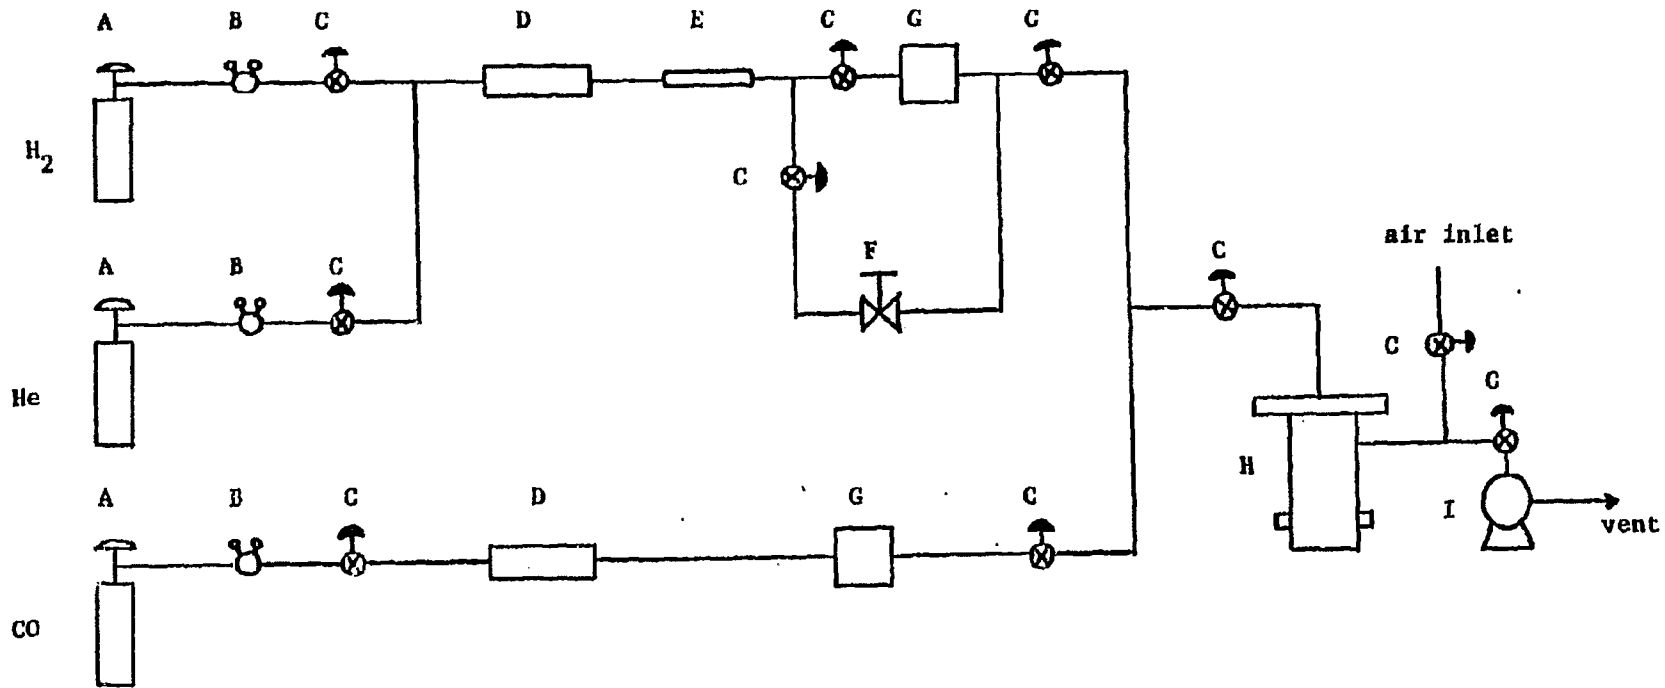 A B C D E C G C
H2
C
A B C F C air inlet
C
C
He
A B C D G C H I vent
CO